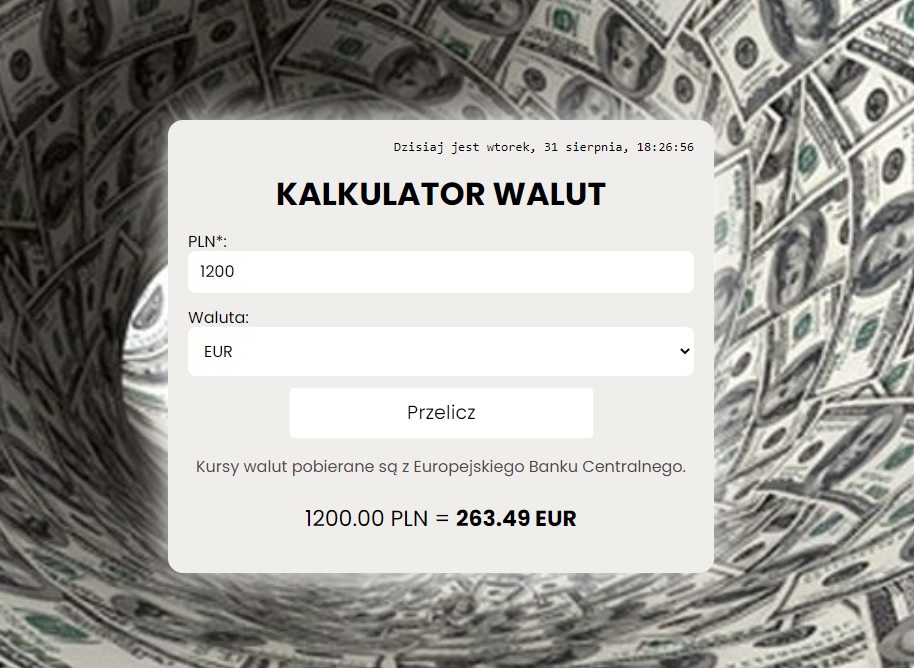 Dzisiaj jest wtorek, 31 sierpnia, 18:26:56
KALKULATOR WALUT
PLN*:
1200
Waluta:
EUR
Przelicz
Kursy walut pobierane są z Europejskiego Banku Centralnego.
1200.00 PLN = 263.49 EUR